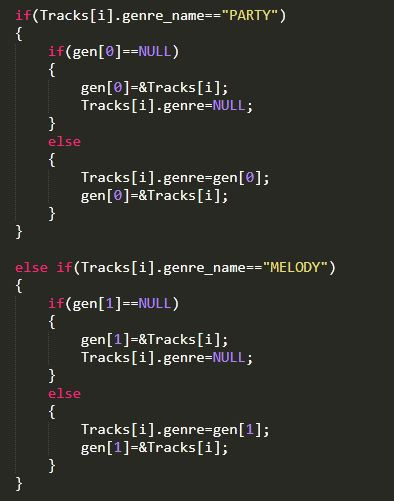 if(Tracks[i].genre_name=="PARTY")
{
    if(gen[0]==NULL)
    {
        gen[0]=&Tracks[i];
        Tracks[i].genre=NULL;
    }
    else
    {
        Tracks[i].genre=gen[0];
        gen[0]=&Tracks[i];
    }
}

else if(Tracks[i].genre_name=="MELODY")
{
    if(gen[1]==NULL)
    {
        gen[1]=&Tracks[i];
        Tracks[i].genre=NULL;
    }
    else
    {
        Tracks[i].genre=gen[1];
        gen[1]=&Tracks[i];
    }
}